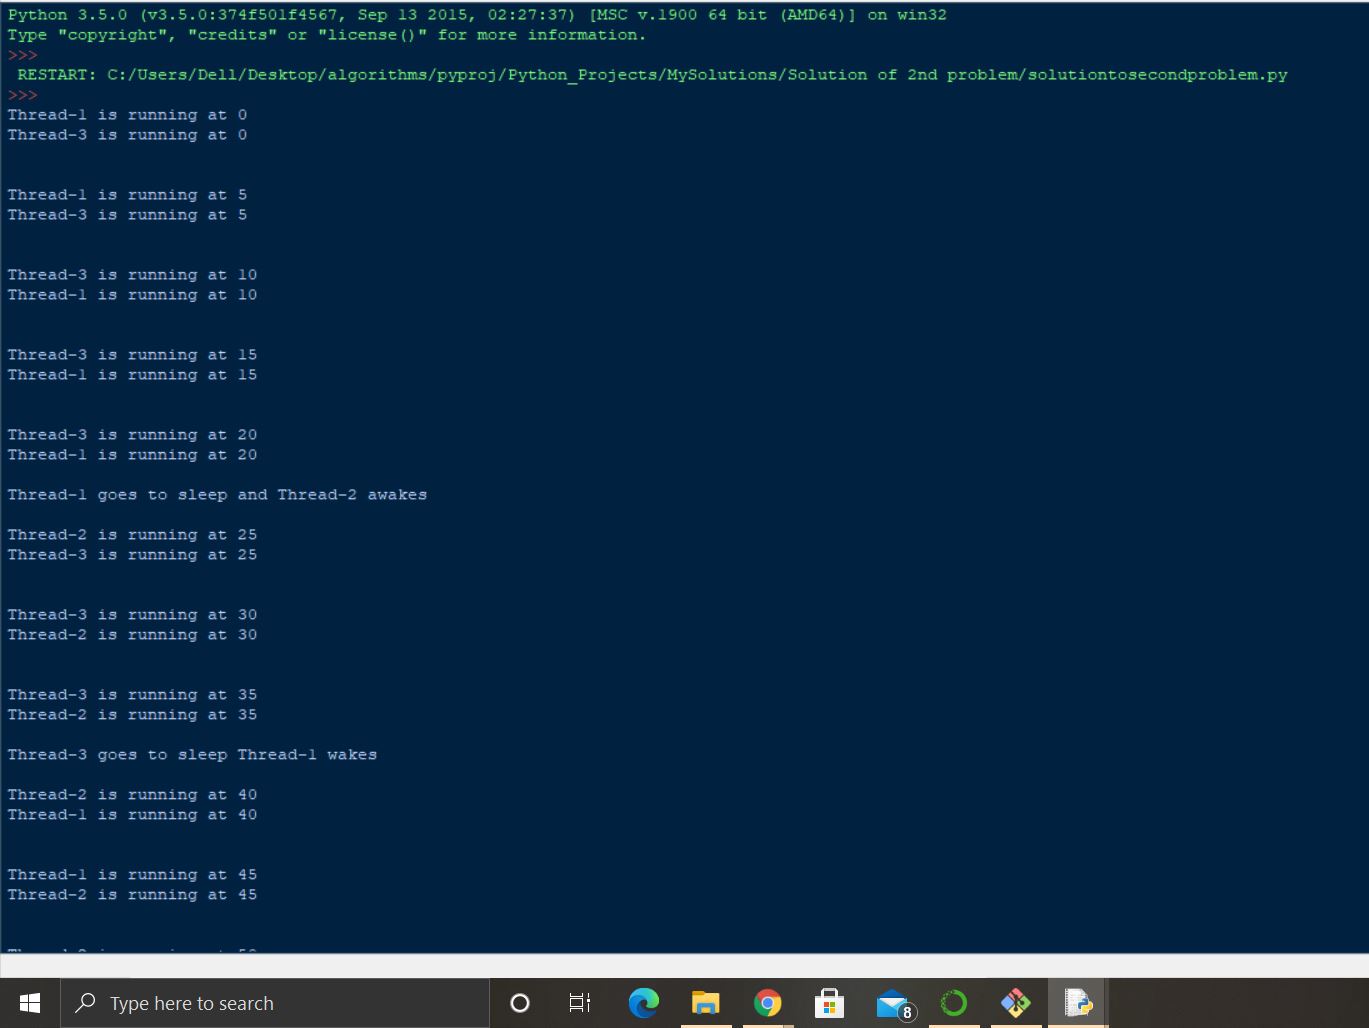 Python 3.5.0 (v3.5.0:374f501f4567, Sep 13 2015, 02:27:37) [MSC v.1900 64 bit (AMD64)] on win32
Type "copyright", "credits" or "license()" for more information.
>>>
RESTART: C:/Users/Dell/Desktop/algorithms/pyproj/Python_Projects/MySolutions/Solution of 2nd problem/solutiontosecondproblem.py
>>>
Thread-1 is running at 0
Thread-3 is running at 0
Thread-1 is running at 5
Thread-3 is running at 5
Thread-3 is running at 10
Thread-1 is running at 10
Thread-3 is running at 15
Thread-1 is running at 15
Thread-3 is running at 20
Thread-1 is running at 20
Thread-1 goes to sleep and Thread-2 awakes
Thread-2 is running at 25
Thread-3 is running at 25
Thread-3 is running at 30
Thread-2 is running at 30
Thread-3 is running at 35
Thread-2 is running at 35
Thread-3 goes to sleep Thread-1 wakes
Thread-2 is running at 40
Thread-1 is running at 40
Thread-1 is running at 45
Thread-2 is running at 45
Type here to search
8